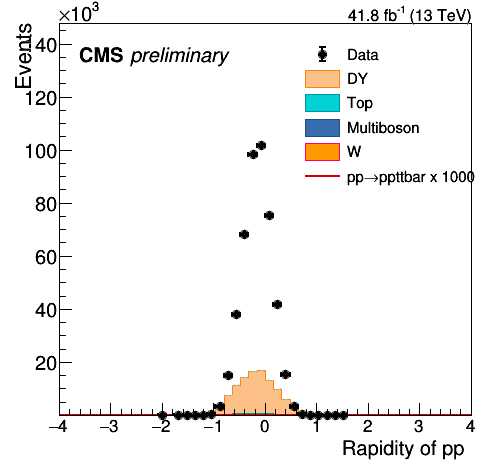 ×10³
41.8 fb⁻¹ (13 TeV)
Events
CMS preliminary
Data
DY
Top
Multiboson
W
pp→ppttbar x 1000
140
120
100
80
60
40
20
−4 −3 −2 −1 0 1 2 3 4
Rapidity of pp